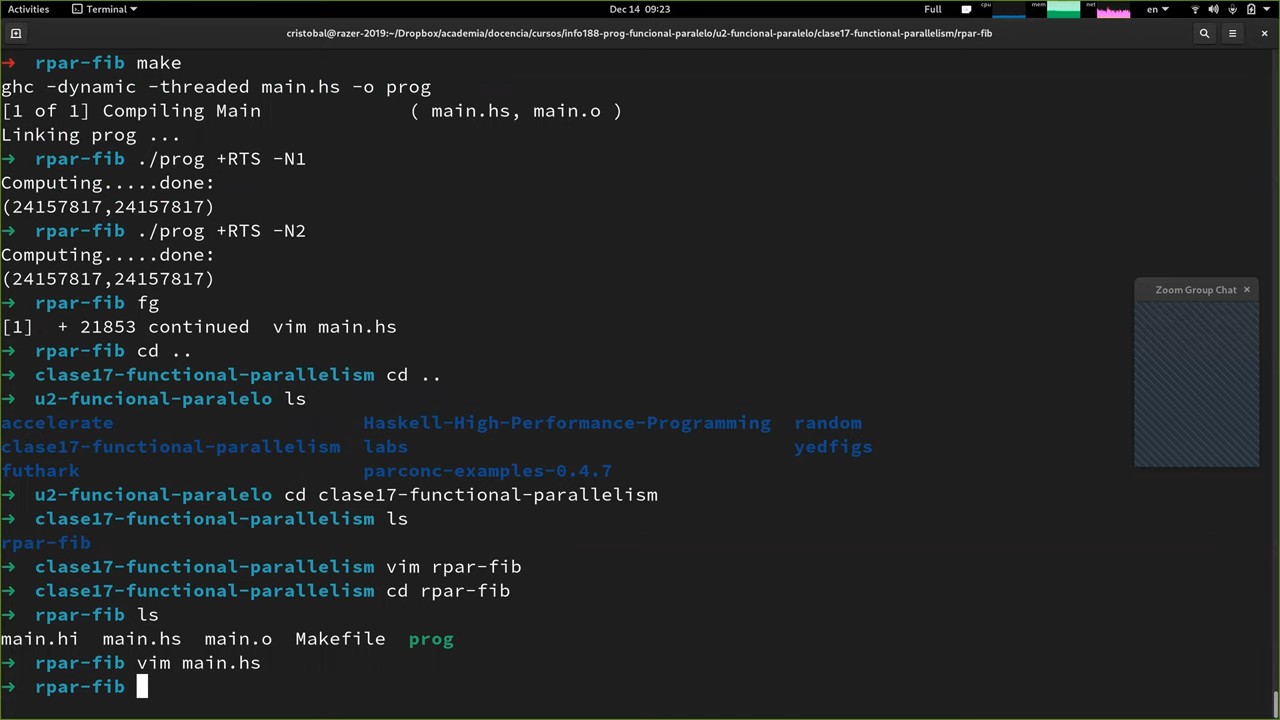 Activities Terminal Dec 14 09:23 Full cpu mem net en
cristobal@razer-2019:~/Dropbox/academia/docencia/cursos/info188-prog-funcional-paralelo/u2-funcional-paralelo/clase17-functional-parallelism/rpar-fib
➜ rpar-fib make
ghc -dynamic -threaded main.hs -o prog
[1 of 1] Compiling Main ( main.hs, main.o )
Linking prog ...
➜ rpar-fib ./prog +RTS -N1
Computing.....done:
(24157817,24157817)
➜ rpar-fib ./prog +RTS -N2
Computing.....done:
(24157817,24157817)
➜ rpar-fib fg
[1] + 21853 continued vim main.hs
➜ rpar-fib cd ..
➜ clase17-functional-parallelism cd ..
➜ u2-funcional-paralelo ls
accelerate Haskell-High-Performance-Programming random
clase17-functional-parallelism labs yedfigs
futhark parconc-examples-0.4.7
➜ u2-funcional-paralelo cd clase17-functional-parallelism
➜ clase17-functional-parallelism ls
rpar-fib
➜ clase17-functional-parallelism vim rpar-fib
➜ clase17-functional-parallelism cd rpar-fib
➜ rpar-fib ls
main.hi main.hs main.o Makefile prog
➜ rpar-fib vim main.hs
➜ rpar-fib
Zoom Group Chat